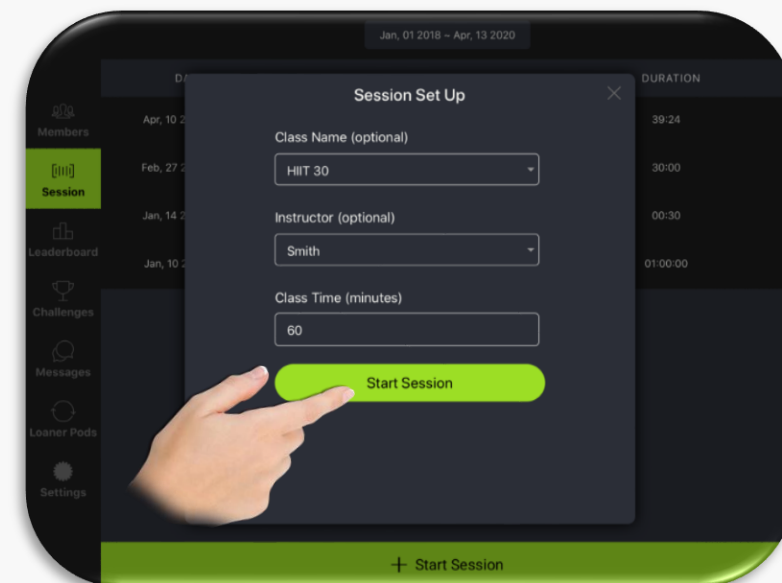 Jan, 01 2018 ~ Apr, 13 2020
DURATION
Session Set Up
Members
Apr, 10 2
39:24
Class Name (optional)
HIIT 30
Feb, 27 2
30:00
Session
Instructor (optional)
Jan, 14 2
00:30
Leaderboard
Smith
Jan, 10 2
01:00:00
Class Time (minutes)
Challenges
60
Messages
Start Session
Loaner Pods
Settings
+ Start Session